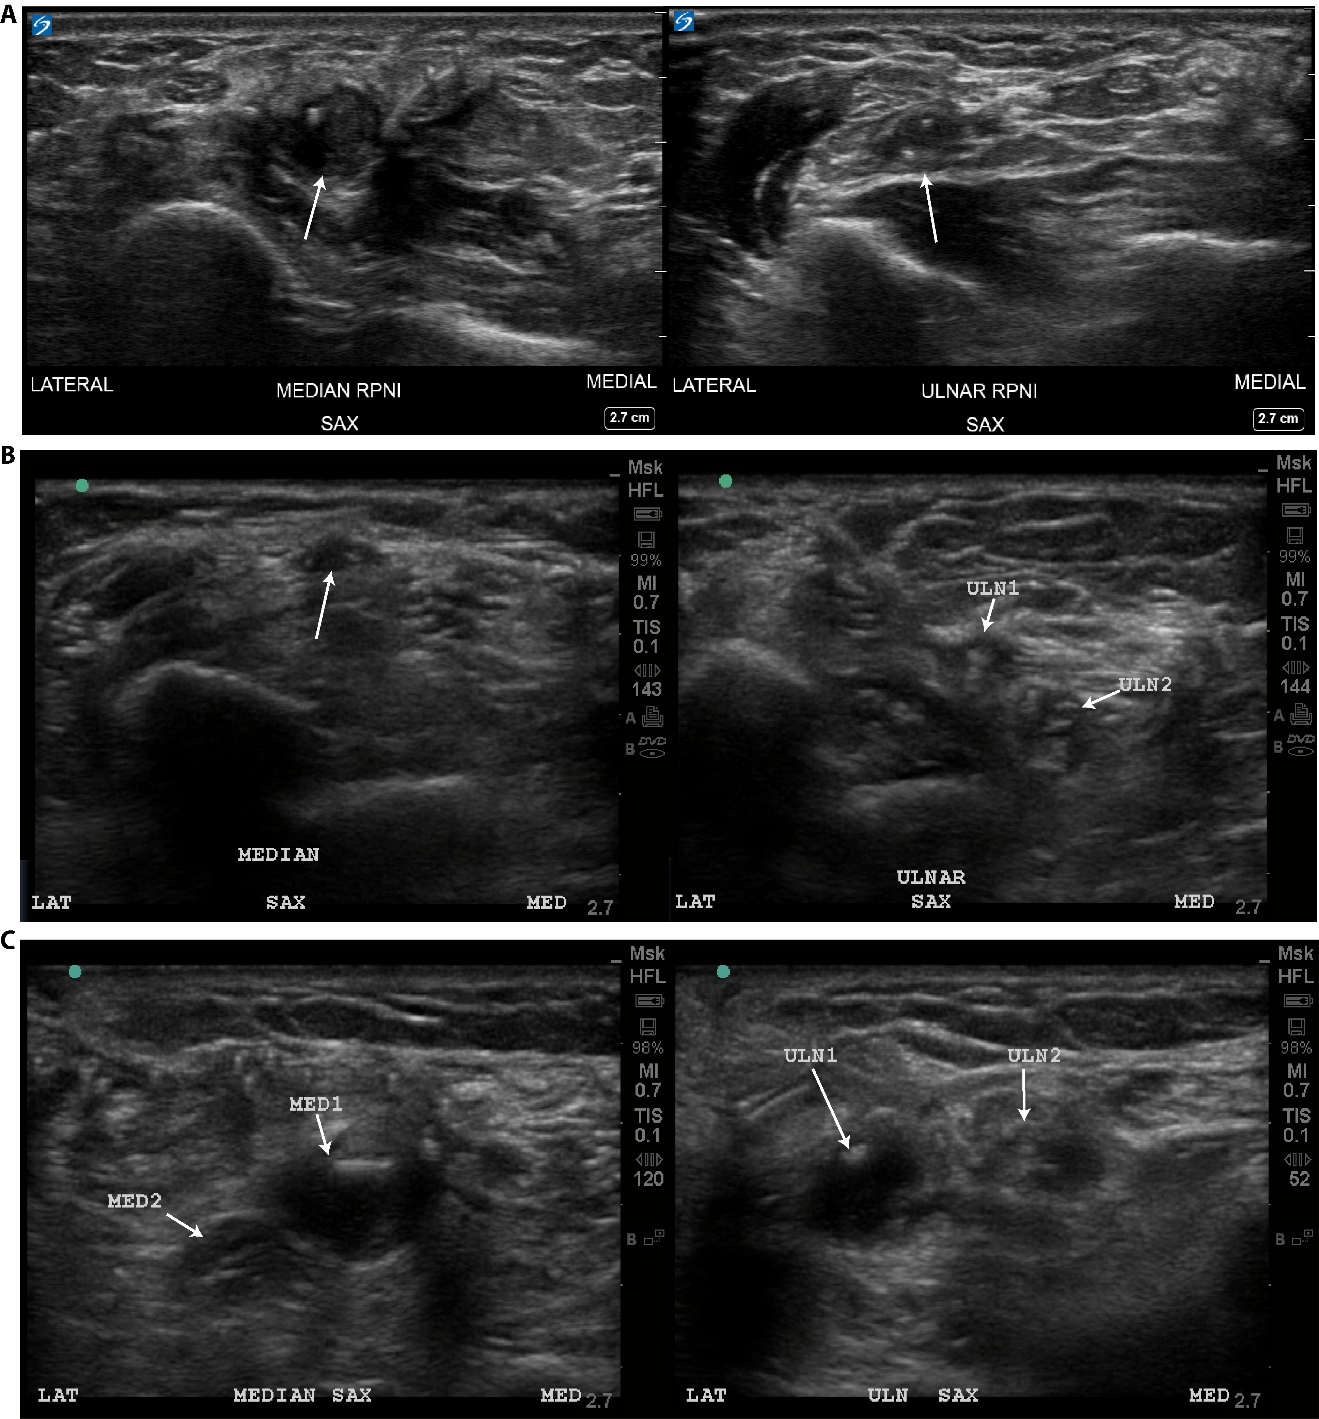 A
LATERAL
MEDIAN RPNI
MEDIAL
SAX
2.7 cm
LATERAL
ULNAR RPNI
MEDIAL
SAX
2.7 cm
B
Msk
HFL
99%
MI
0.7
TIS
0.1
143
A
B DVD
MEDIAN
LAT
SAX
MED
2.7
Msk
HFL
99%
MI
0.7
TIS
0.1
144
A
B DVD
ULN1
ULN2
ULNAR
LAT
SAX
MED
2.7
C
Msk
HFL
98%
MI
0.7
TIS
0.1
120
B
MED1
MED2
LAT
MEDIAN SAX
MED
2.7
Msk
HFL
98%
MI
0.7
TIS
0.1
52
B
ULN1
ULN2
LAT
ULN SAX
MED
2.7